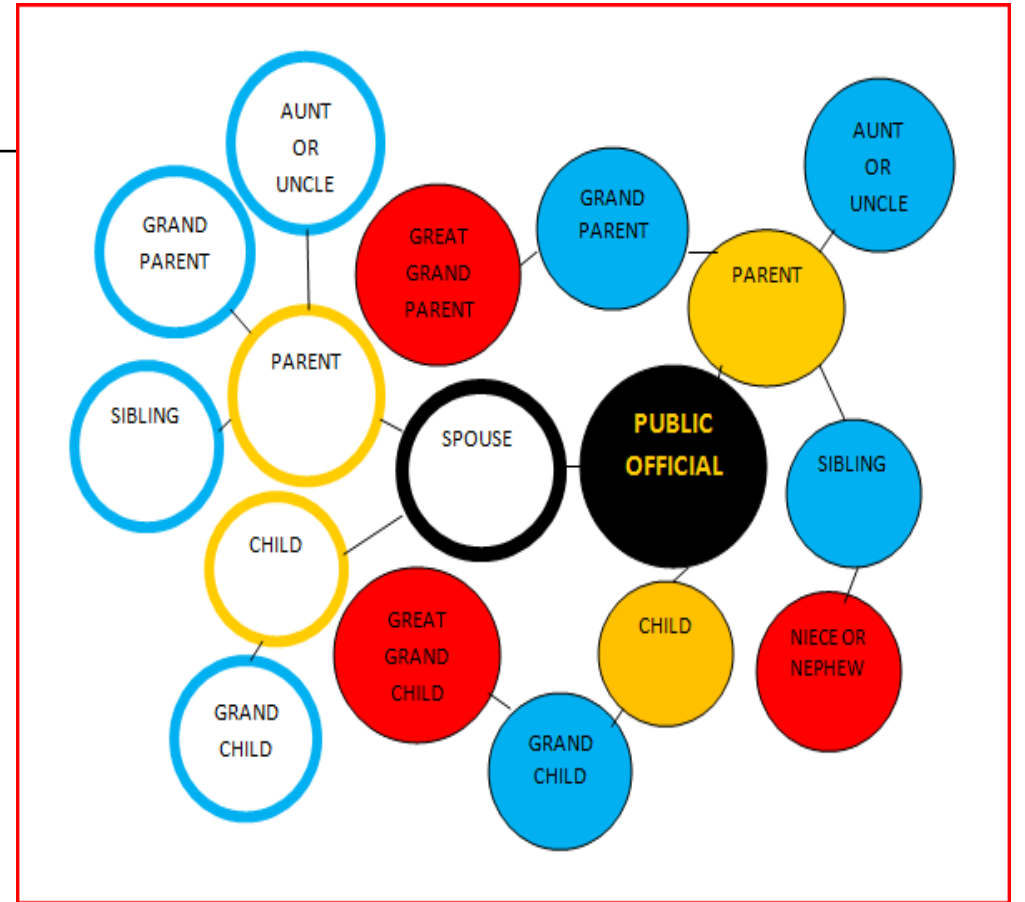 AUNT
OR
UNCLE
GRAND
PARENT
GREAT
GRAND
PARENT
GRAND
PARENT
AUNT
OR
UNCLE
PARENT
PARENT
SIBLING
SPOUSE
PUBLIC
OFFICIAL
SIBLING
CHILD
GREAT
GRAND
CHILD
CHILD
NIECE OR
NEPHEW
GRAND
CHILD
GRAND
CHILD